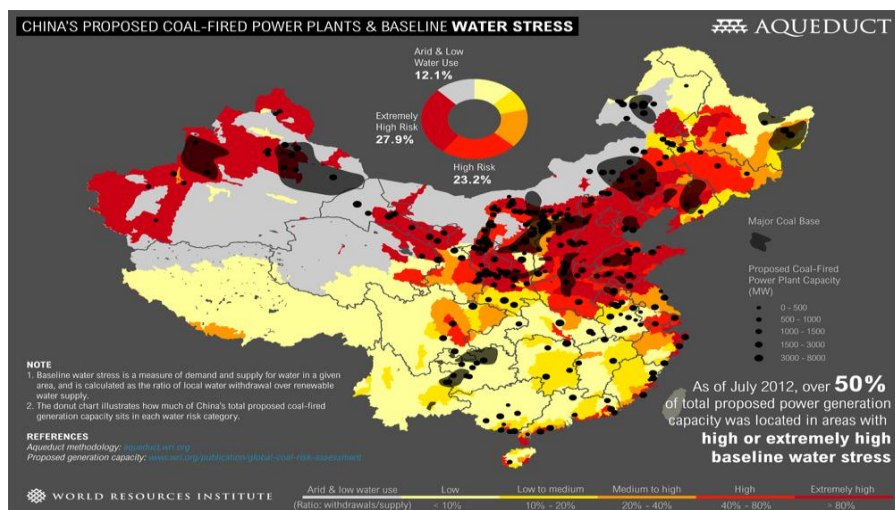 CHINA'S PROPOSED COAL-FIRED POWER PLANTS & BASELINE WATER STRESS
AQUEDUCT
Arid & Low
Water Use
12.1%
Extremely
High Risk
27.9%
High Risk
23.2%
Major Coal Base
Proposed Coal-Fired
Power Plant Capacity
(MW)
0 - 500
500 - 1000
1000 - 1500
1500 - 3000
3000 - 8000
NOTE
1. Baseline water stress is a measure of demand and supply for water in a given
area, and is calculated as the ratio of local water withdrawal over renewable
water supply.
2. The donut chart illustrates how much of China's total proposed coal-fired
generation capacity sits in each water risk category.
REFERENCES
Aqueduct methodology: aqueduct.wri.org
Proposed generation capacity: www.wri.org/publication/global-coal-risk-assessment
As of July 2012, over 50%
of total proposed power generation
capacity was located in areas with
high or extremely high
baseline water stress
WORLD RESOURCES INSTITUTE
Arid & low water use Low Low to medium Medium to high High Extremely high
(Ratio: withdrawals/supply) < 10% 10% - 20% 20% - 40% 40% - 80% > 80%